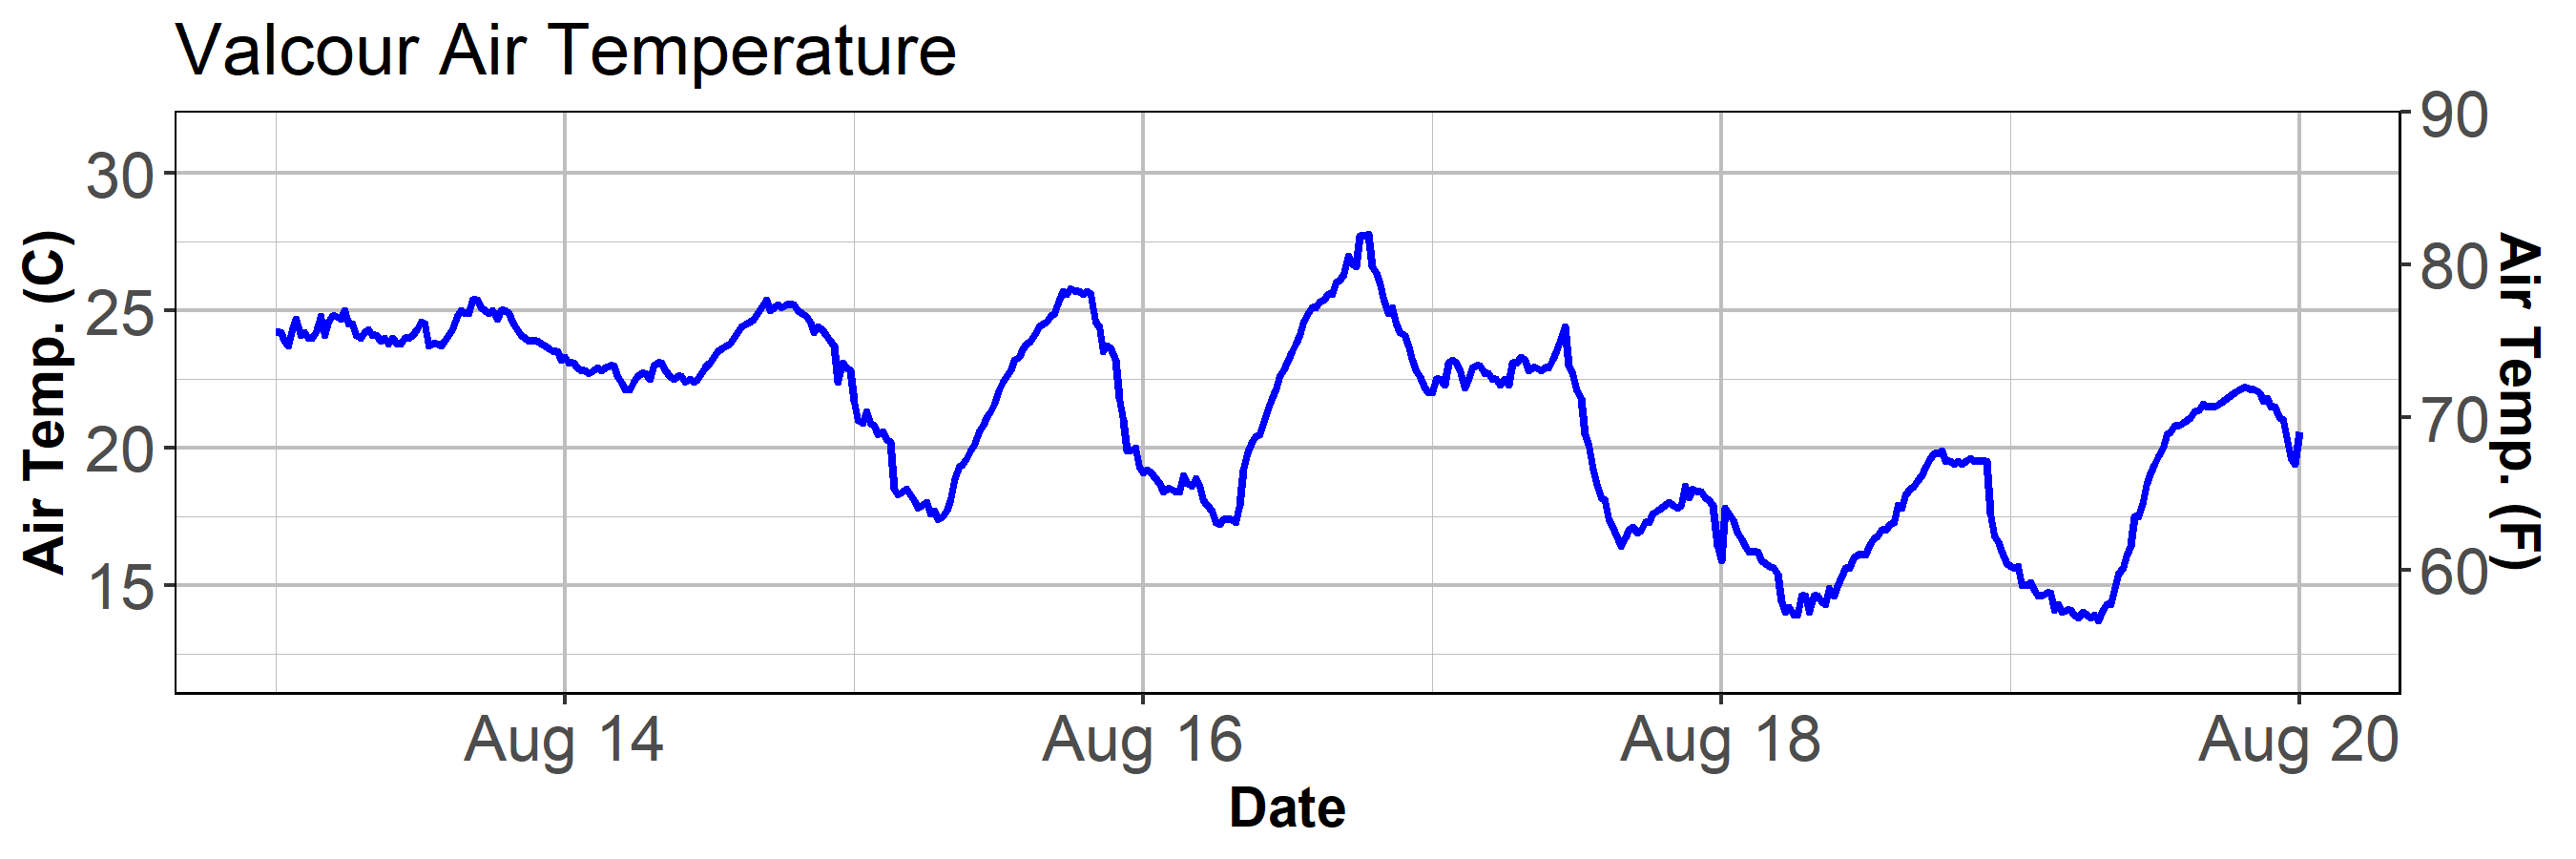 Valcour Air Temperature
Air Temp. (C)
30
25
20
15
90
80
70
60
Air Temp. (F)
Aug 14
Aug 16
Aug 18
Aug 20
Date